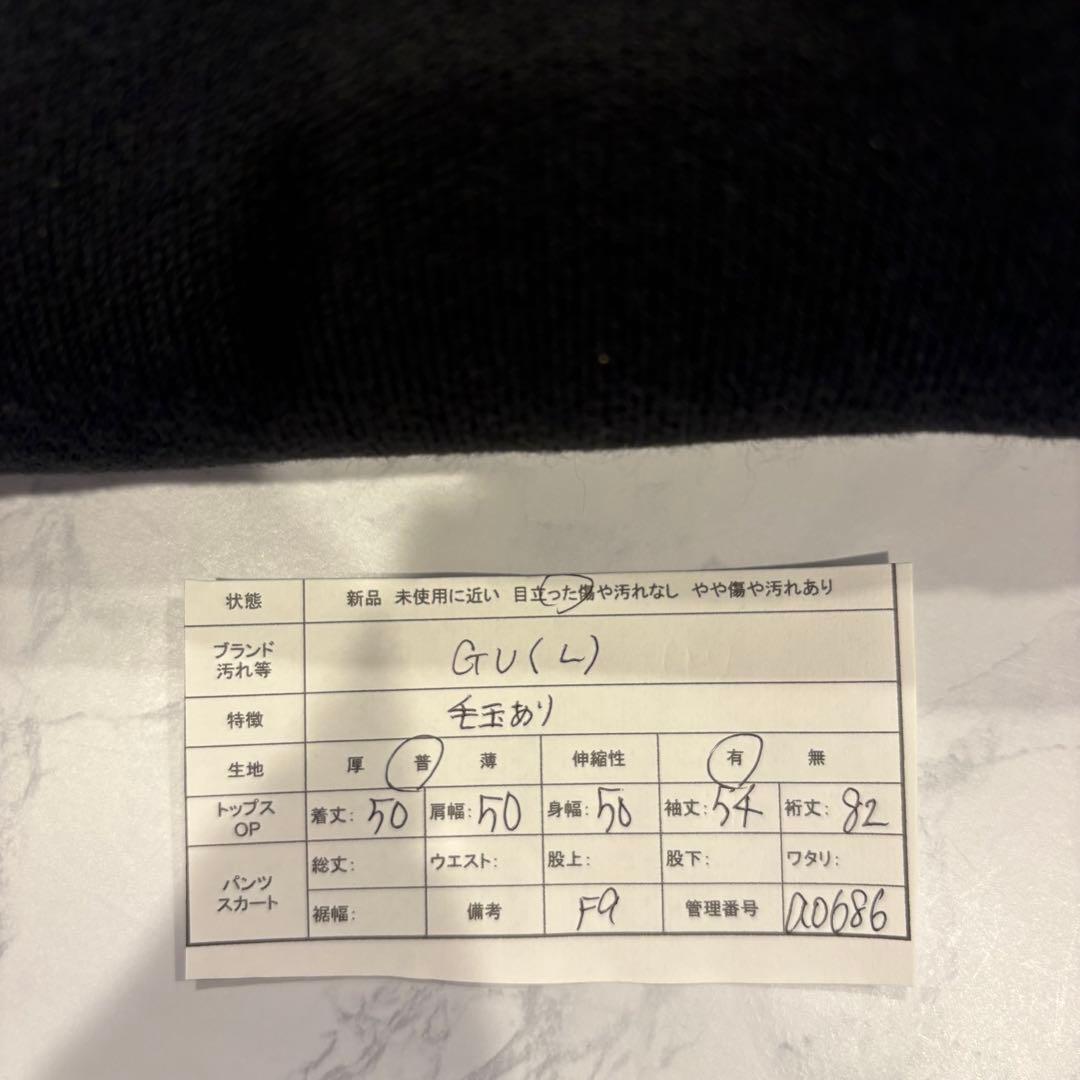 状態 新品 未使用に近い 目立った傷や汚れなし やや傷や汚れあり
ブランド
汚れ等 GU(L)
特徴 毛玉あり
生地 厚 普 薄 伸縮性 有 無
トップス
OP 着丈: 50 肩幅: 50 身幅: 50 袖丈: 54 裄丈: 82
パンツ
スカート 総丈: ウエスト: 股上: 股下: ワタリ:
裾幅: 備考 F9 管理番号 a0686